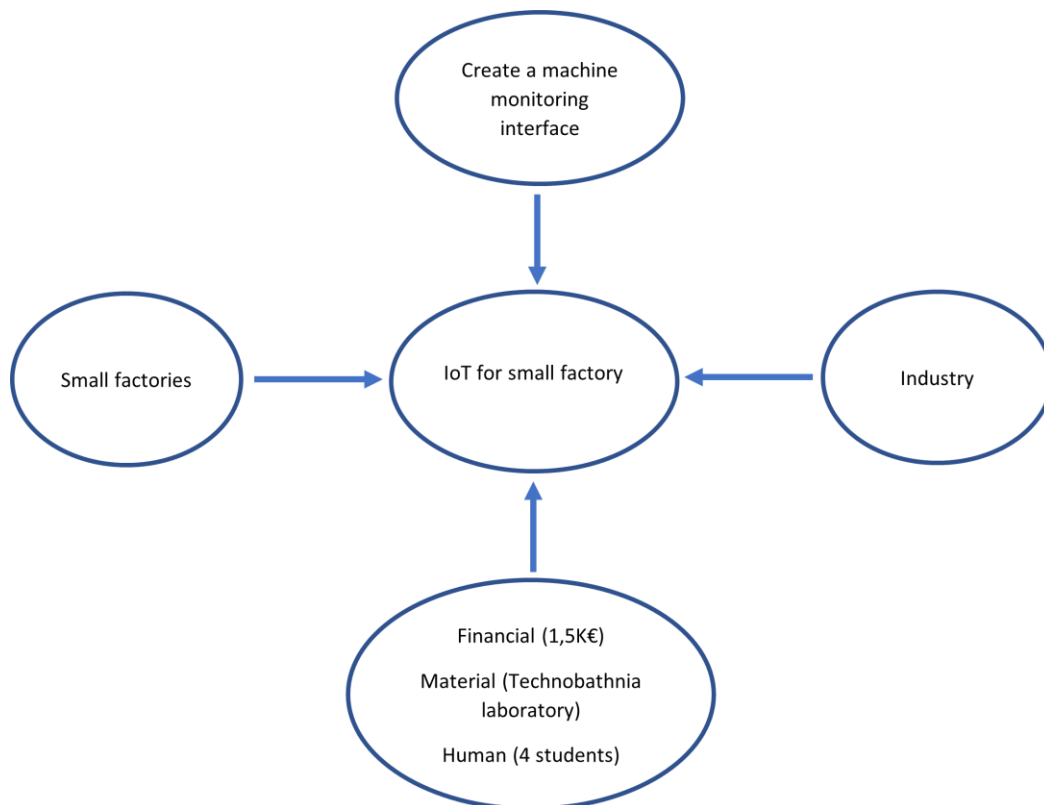 Create a machine
monitoring
interface
Small factories
IoT for small factory
Industry
Financial (1,5K€)
Material (Technobathnia
laboratory)
Human (4 students)